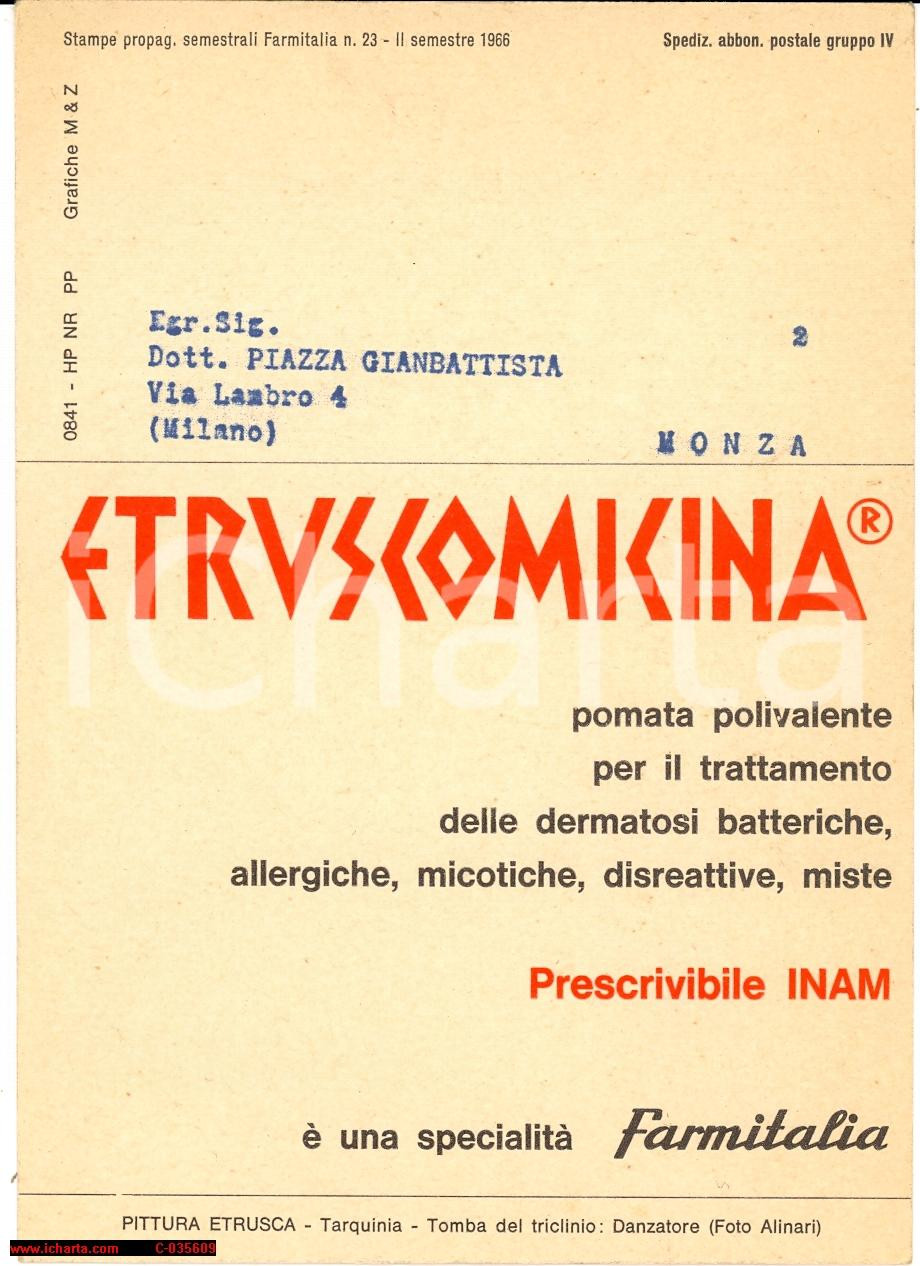 Stampe propag. semestrali Farmitalia n. 23 - II semestre 1966
Spediz. abbon. postale gruppo IV
0841 - HP NR PP Grafiche M & Z
Egr.Sig.
2
Dott. PIAZZA GIANBATTISTA
Via Lambro 4
(Milano)
MONZA
ETRVSCOMICINA®
iCharta
pomata polivalente
per il trattamento
delle dermatosi batteriche,
allergiche, micotiche, disreattive, miste
Prescrivibile INAM
è una specialità Farmitalia
PITTURA ETRUSCA - Tarquinia - Tomba del triclinio: Danzatore (Foto Alinari)
www.icharta.com C-035609